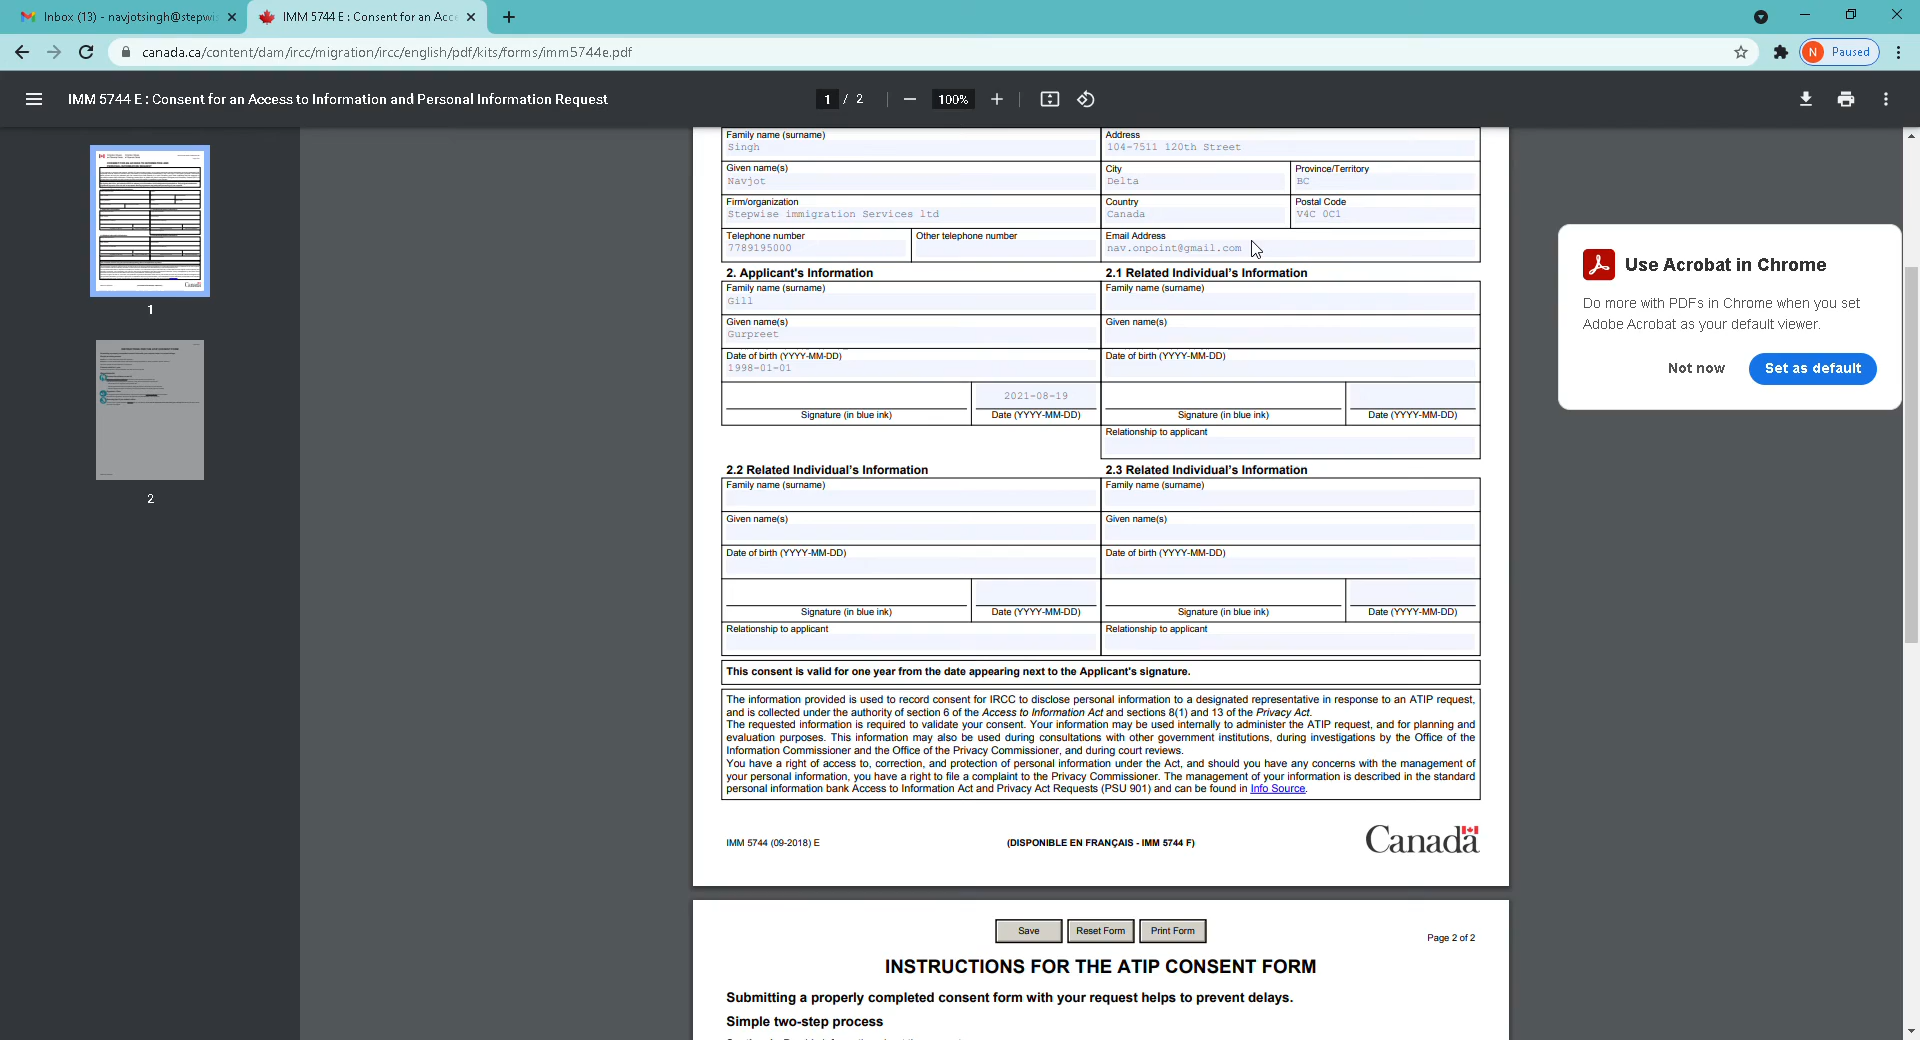 Inbox (13) - navjotsingh@stepwi
IMM 5744 E : Consent for an Acc
canada.ca/content/dam/ircc/migration/ircc/english/pdf/kits/forms/imm5744e.pdf
N Paused
IMM 5744 E : Consent for an Access to Information and Personal Information Request
1 / 2
100%
Family name (surname)
Singh
Address
104-7511 120th Street
Given name(s)
Navjot
City
Delta
Province/Territory
BC
Firm/organization
Stepwise immigration Services ltd
Country
Canada
Postal Code
V4C 0C1
Telephone number
7789195000
Other telephone number
Email Address
nav.onpoint@gmail.com
2. Applicant's Information
2.1 Related Individual's Information
Family name (surname)
Gill
Family name (surname)
Given name(s)
Gurpreet
Given name(s)
Date of birth (YYYY-MM-DD)
1998-01-01
Date of birth (YYYY-MM-DD)
2021-08-19
Signature (in blue ink)
Date (YYYY-MM-DD)
Signature (in blue ink)
Date (YYYY-MM-DD)
Relationship to applicant
2.2 Related Individual's Information
2.3 Related Individual's Information
Family name (surname)
Family name (surname)
Given name(s)
Given name(s)
Date of birth (YYYY-MM-DD)
Date of birth (YYYY-MM-DD)
Signature (in blue ink)
Date (YYYY-MM-DD)
Signature (in blue ink)
Date (YYYY-MM-DD)
Relationship to applicant
Relationship to applicant
This consent is valid for one year from the date appearing next to the Applicant's signature.
The information provided is used to record consent for IRCC to disclose personal information to a designated representative in response to an ATIP request,
and is collected under the authority of section 6 of the Access to Information Act and sections 8(1) and 13 of the Privacy Act.
The requested information is required to validate your consent. Your information may be used internally to administer the ATIP request, and for planning and
evaluation purposes. This information may also be used during consultations with other government institutions, during investigations by the Office of the
Information Commissioner and the Office of the Privacy Commissioner, and during court reviews.
You have a right of access to, correction, and protection of personal information under the Act, and should you have any concerns with the management of
your personal information, you have a right to file a complaint to the Privacy Commissioner. The management of your information is described in the standard
personal information bank Access to Information Act and Privacy Act Requests (PSU 901) and can be found in Info Source.
IMM 5744 (09-2018) E
(DISPONIBLE EN FRANÇAIS - IMM 5744 F)
Canada
Save
Reset Form
Print Form
Page 2 of 2
INSTRUCTIONS FOR THE ATIP CONSENT FORM
Submitting a properly completed consent form with your request helps to prevent delays.
Simple two-step process
1
2
Use Acrobat in Chrome
Do more with PDFs in Chrome when you set
Adobe Acrobat as your default viewer.
Not now
Set as default